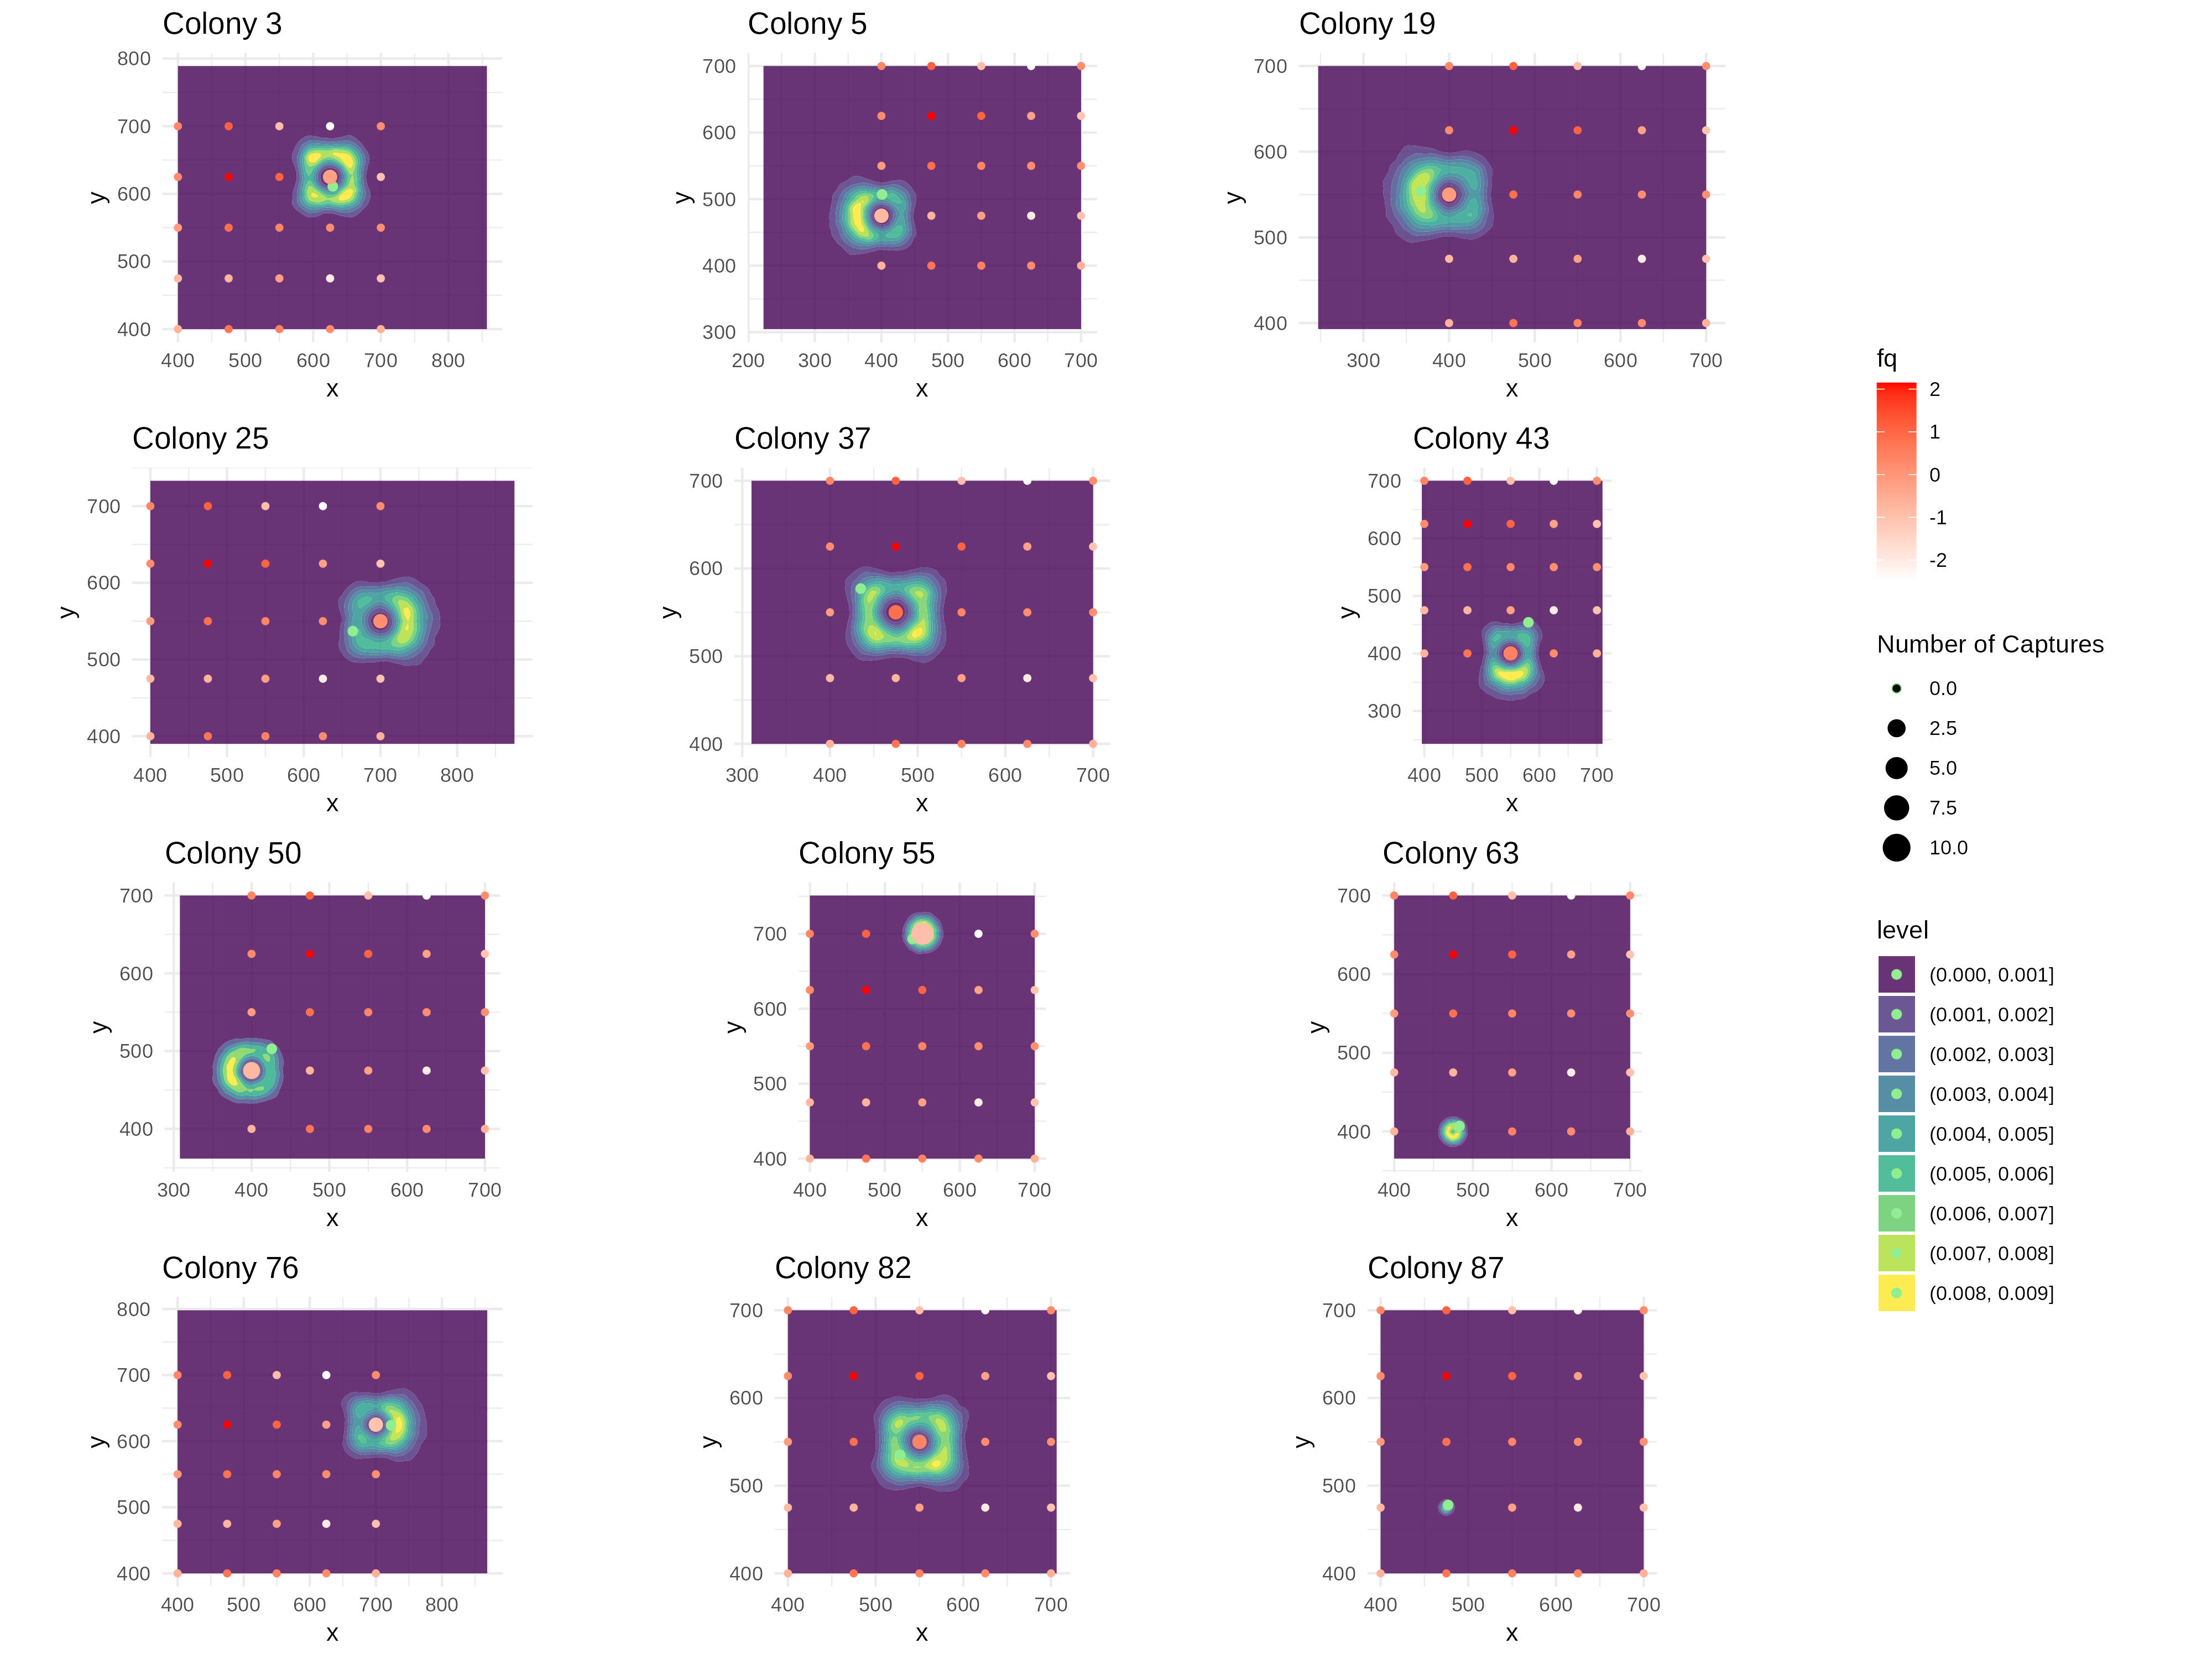 Colony 3
800
700
600
500
400
y
400 500 600 700 800
x
Colony 5
700
600
500
400
300
y
200 300 400 500 600 700
x
Colony 19
700
600
500
400
y
300 400 500 600 700
x
Colony 25
700
600
500
400
y
400 500 600 700 800
x
Colony 37
700
600
500
400
y
300 400 500 600 700
x
Colony 43
700
600
500
400
300
y
400 500 600 700
x
Colony 50
700
600
500
400
y
300 400 500 600 700
x
Colony 55
700
600
500
400
y
400 500 600 700
x
Colony 63
700
600
500
400
y
400 500 600 700
x
Colony 76
800
700
600
500
400
y
400 500 600 700 800
x
Colony 82
700
600
500
400
y
400 500 600 700
x
Colony 87
700
600
500
400
y
400 500 600 700
x
fq
2
1
0
-1
-2
Number of Captures
0.0
2.5
5.0
7.5
10.0
level
(0.000, 0.001]
(0.001, 0.002]
(0.002, 0.003]
(0.003, 0.004]
(0.004, 0.005]
(0.005, 0.006]
(0.006, 0.007]
(0.007, 0.008]
(0.008, 0.009]